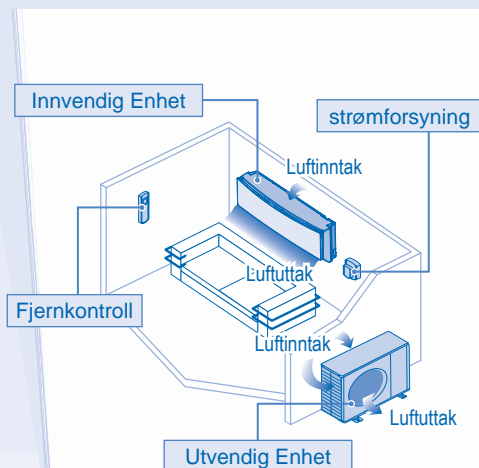 Innvendig Enhet
strømforsyning
Luftinntak
Luftuttak
Fjernkontroll
Luftinntak
Luftuttak
Utvendig Enhet